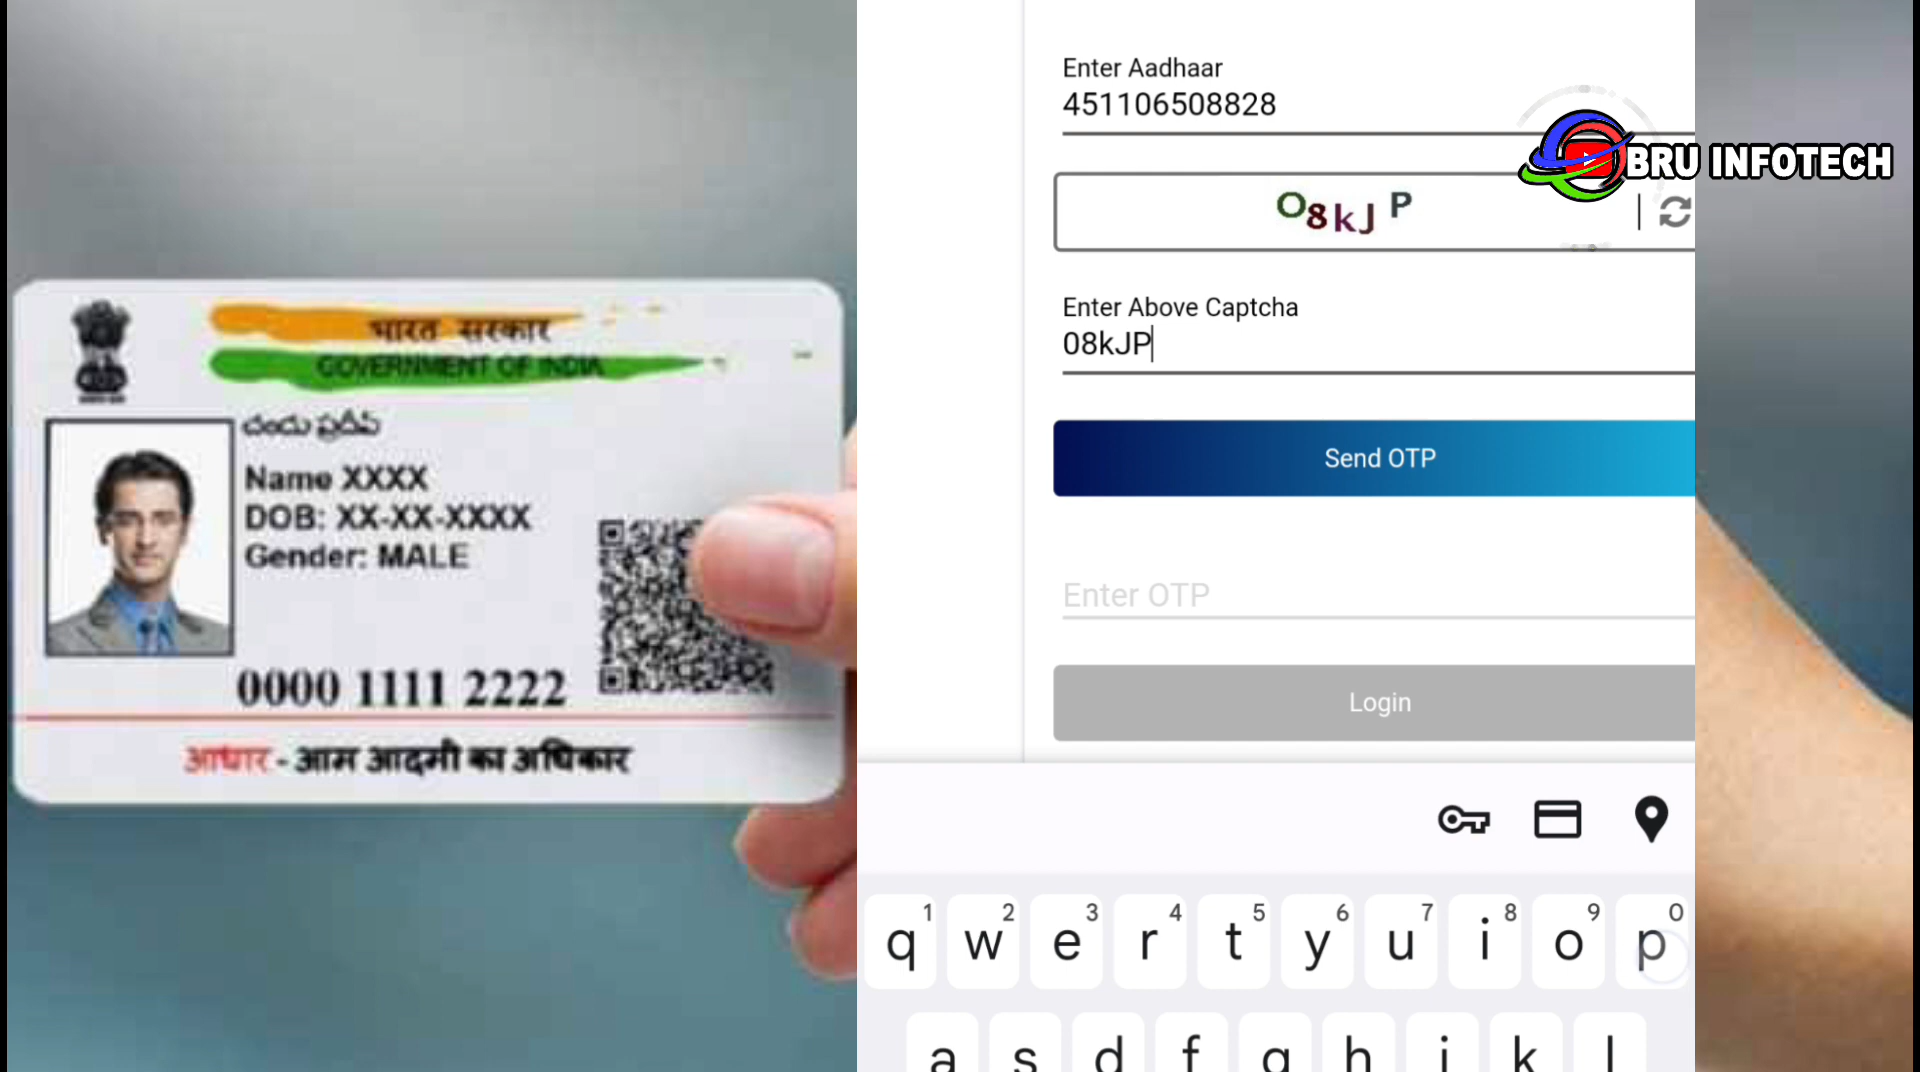 भारत सरकार
GOVERNMENT OF INDIA
చందు ప్రదీప్
Name XXXX
DOB: XX-XX-XXXX
Gender: MALE
0000 1111 2222
आधार - आम आदमी का अधिकार
Enter Aadhaar
451106508828
O8kJP
Enter Above Captcha
08kJP
Send OTP
Enter OTP
Login
BRU INFOTECH
1 2 3 4 5 6 7 8 9 0
q w e r t y u i o p
a s d f g h j k l